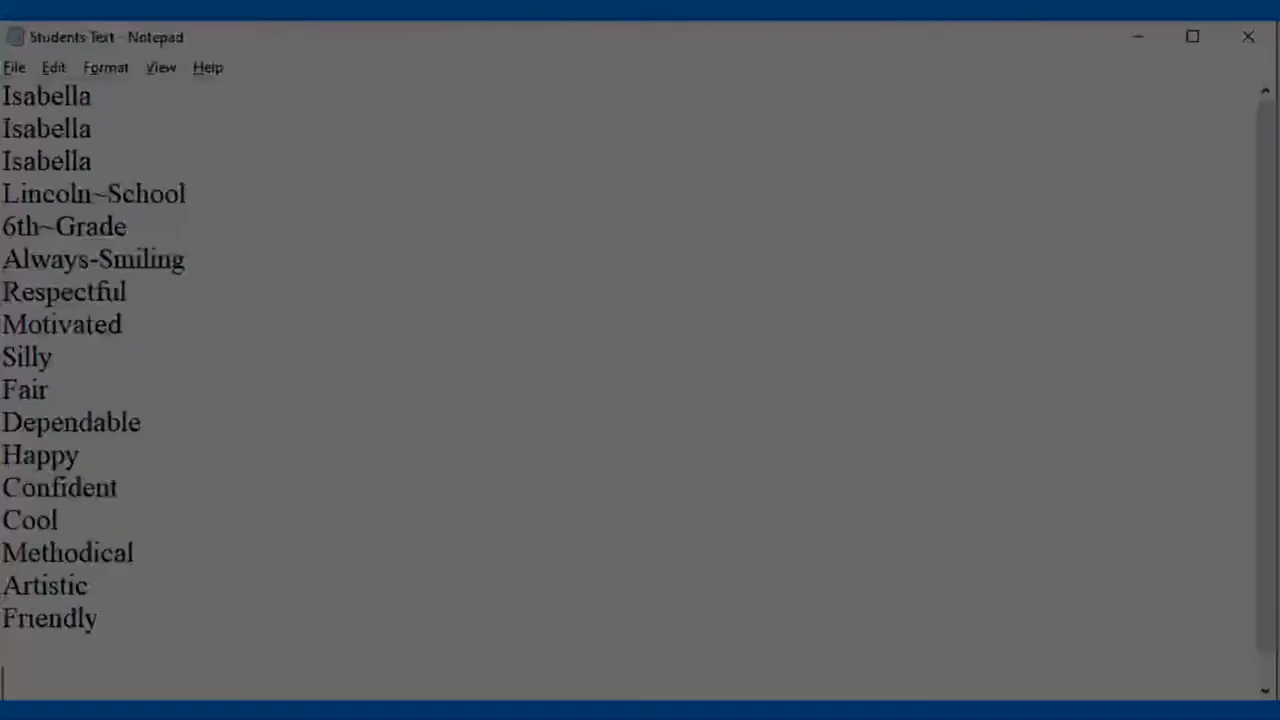 Students Text - Notepad
File Edit Format View Help
Isabella
Isabella
Isabella
Lincoln~School
6th~Grade
Always-Smiling
Respectful
Motivated
Silly
Fair
Dependable
Happy
Confident
Cool
Methodical
Artistic
Friendly